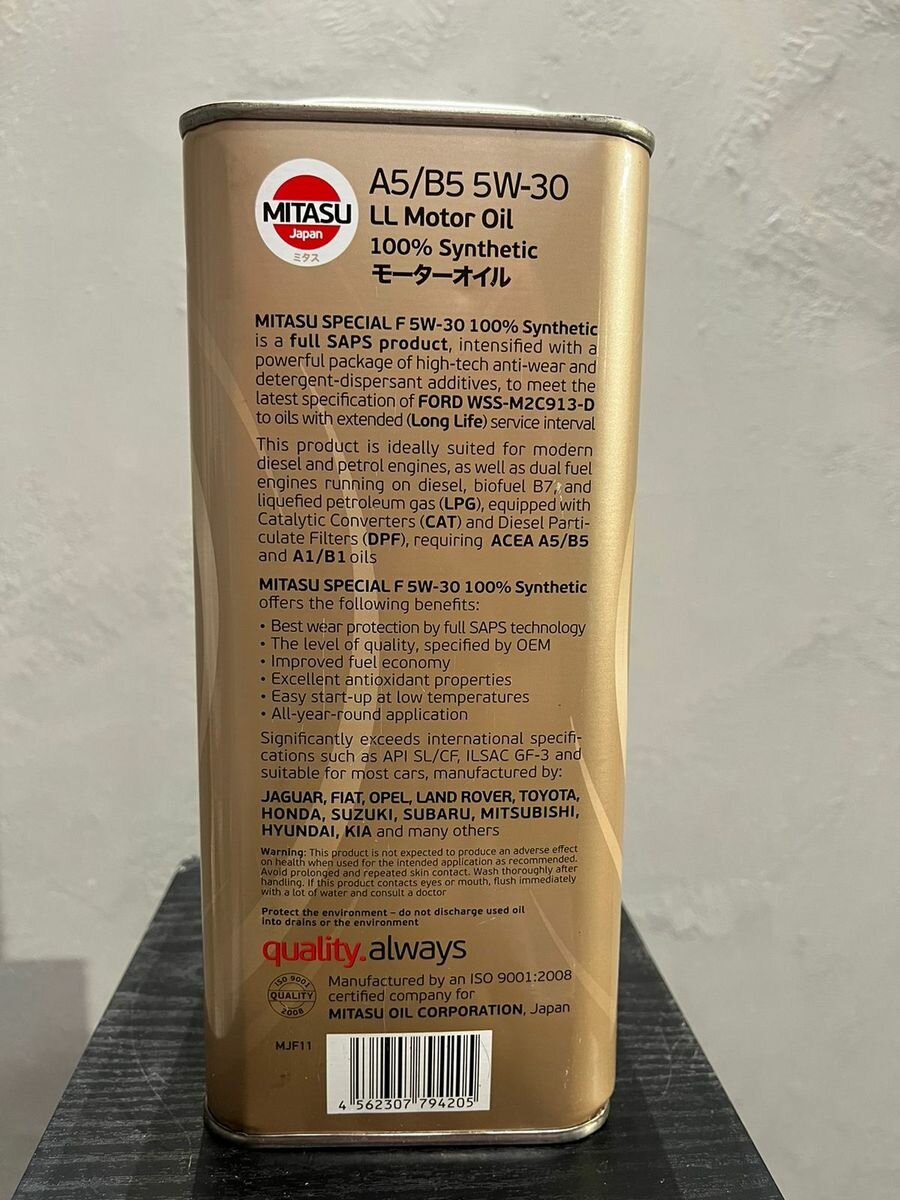 MITASU
Japan
ミタス
A5/B5 5W-30
LL Motor Oil
100% Synthetic
モーターオイル
MITASU SPECIAL F 5W-30 100% Synthetic
is a full SAPS product, intensified with a
powerful package of high-tech anti-wear and
detergent-dispersant additives, to meet the
latest specification of FORD WSS-M2C913-D
to oils with extended (Long Life) service interval
This product is ideally suited for modern
diesel and petrol engines, as well as dual fuel
engines running on diesel, biofuel B7, and
liquefied petroleum gas (LPG), equipped with
Catalytic Converters (CAT) and Diesel Parti-
culate Filters (DPF), requiring ACEA A5/B5
and A1/B1 oils
MITASU SPECIAL F 5W-30 100% Synthetic
offers the following benefits:
• Best wear protection by full SAPS technology
• The level of quality, specified by OEM
• Improved fuel economy
• Excellent antioxidant properties
• Easy start-up at low temperatures
• All-year-round application
Significantly exceeds international specifi-
cations such as API SL/CF, ILSAC GF-3 and
suitable for most cars, manufactured by:
JAGUAR, FIAT, OPEL, LAND ROVER, TOYOTA,
HONDA, SUZUKI, SUBARU, MITSUBISHI,
HYUNDAI, KIA and many others
Warning: This product is not expected to produce an adverse effect
on health when used for the intended application as recommended.
Avoid prolonged and repeated skin contact. Wash thoroughly after
handling. If this product contacts eyes or mouth, flush immediately
with a lot of water and consult a doctor
Protect the environment – do not discharge used oil
into drains or the environment
quality.always
ISO 9001
QUALITY
2008
Manufactured by an ISO 9001:2008
certified company for
MITASU OIL CORPORATION, Japan
MJF11
4 562307 794205